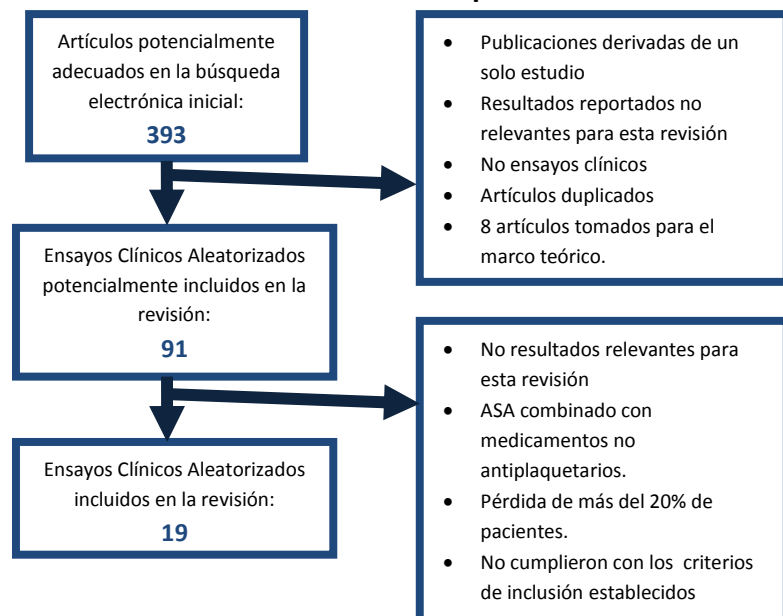 Artículos potencialmente
adecuados en la búsqueda
electrónica inicial:
393
• Publicaciones derivadas de un
solo estudio
• Resultados reportados no
relevantes para esta revisión
• No ensayos clínicos
• Artículos duplicados
• 8 artículos tomados para el
marco teórico.
Ensayos Clínicos Aleatorizados
potencialmente incluidos en la
revisión:
91
• No resultados relevantes para
esta revisión
• ASA combinado con
medicamentos no
antiplaquetarios.
• Pérdida de más del 20% de
pacientes.
• No cumplieron con los criterios
de inclusión establecidos
Ensayos Clínicos Aleatorizados
incluidos en la revisión:
19